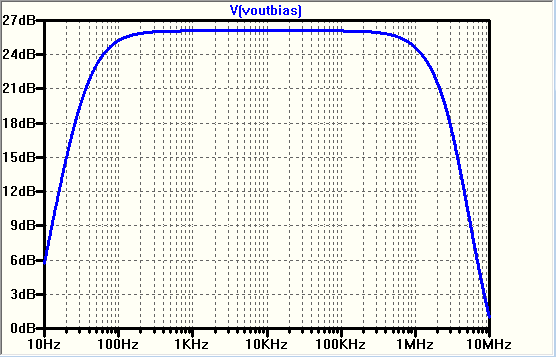 V(voutbias)
27dB
24dB
21dB
18dB
15dB
12dB
9dB
6dB
3dB
0dB
10Hz 100Hz 1KHz 10KHz 100KHz 1MHz 10MHz